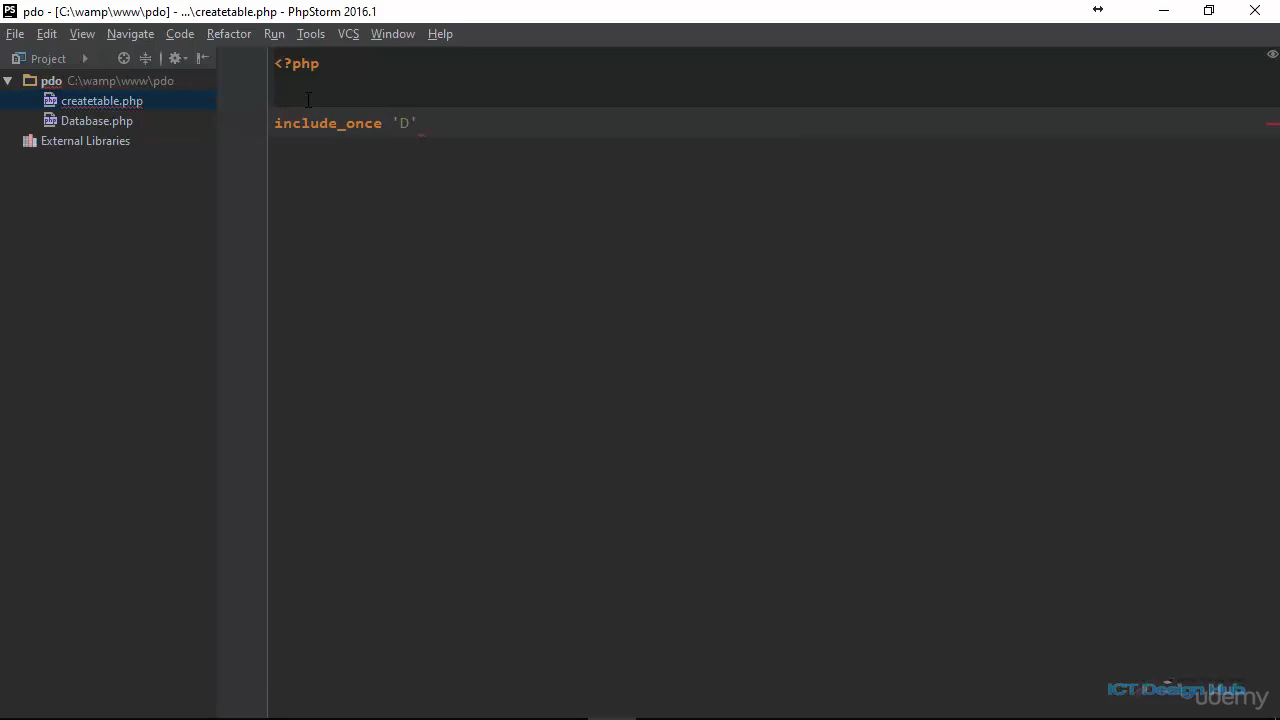 PS pdo - [C:\wamp\www\pdo] - ...\createtable.php - PhpStorm 2016.1
File Edit View Navigate Code Refactor Run Tools VCS Window Help
Project
<?php
pdo C:\wamp\www\pdo
createtable.php
Database.php
include_once 'D'
External Libraries
ICT Design Hub
udemy